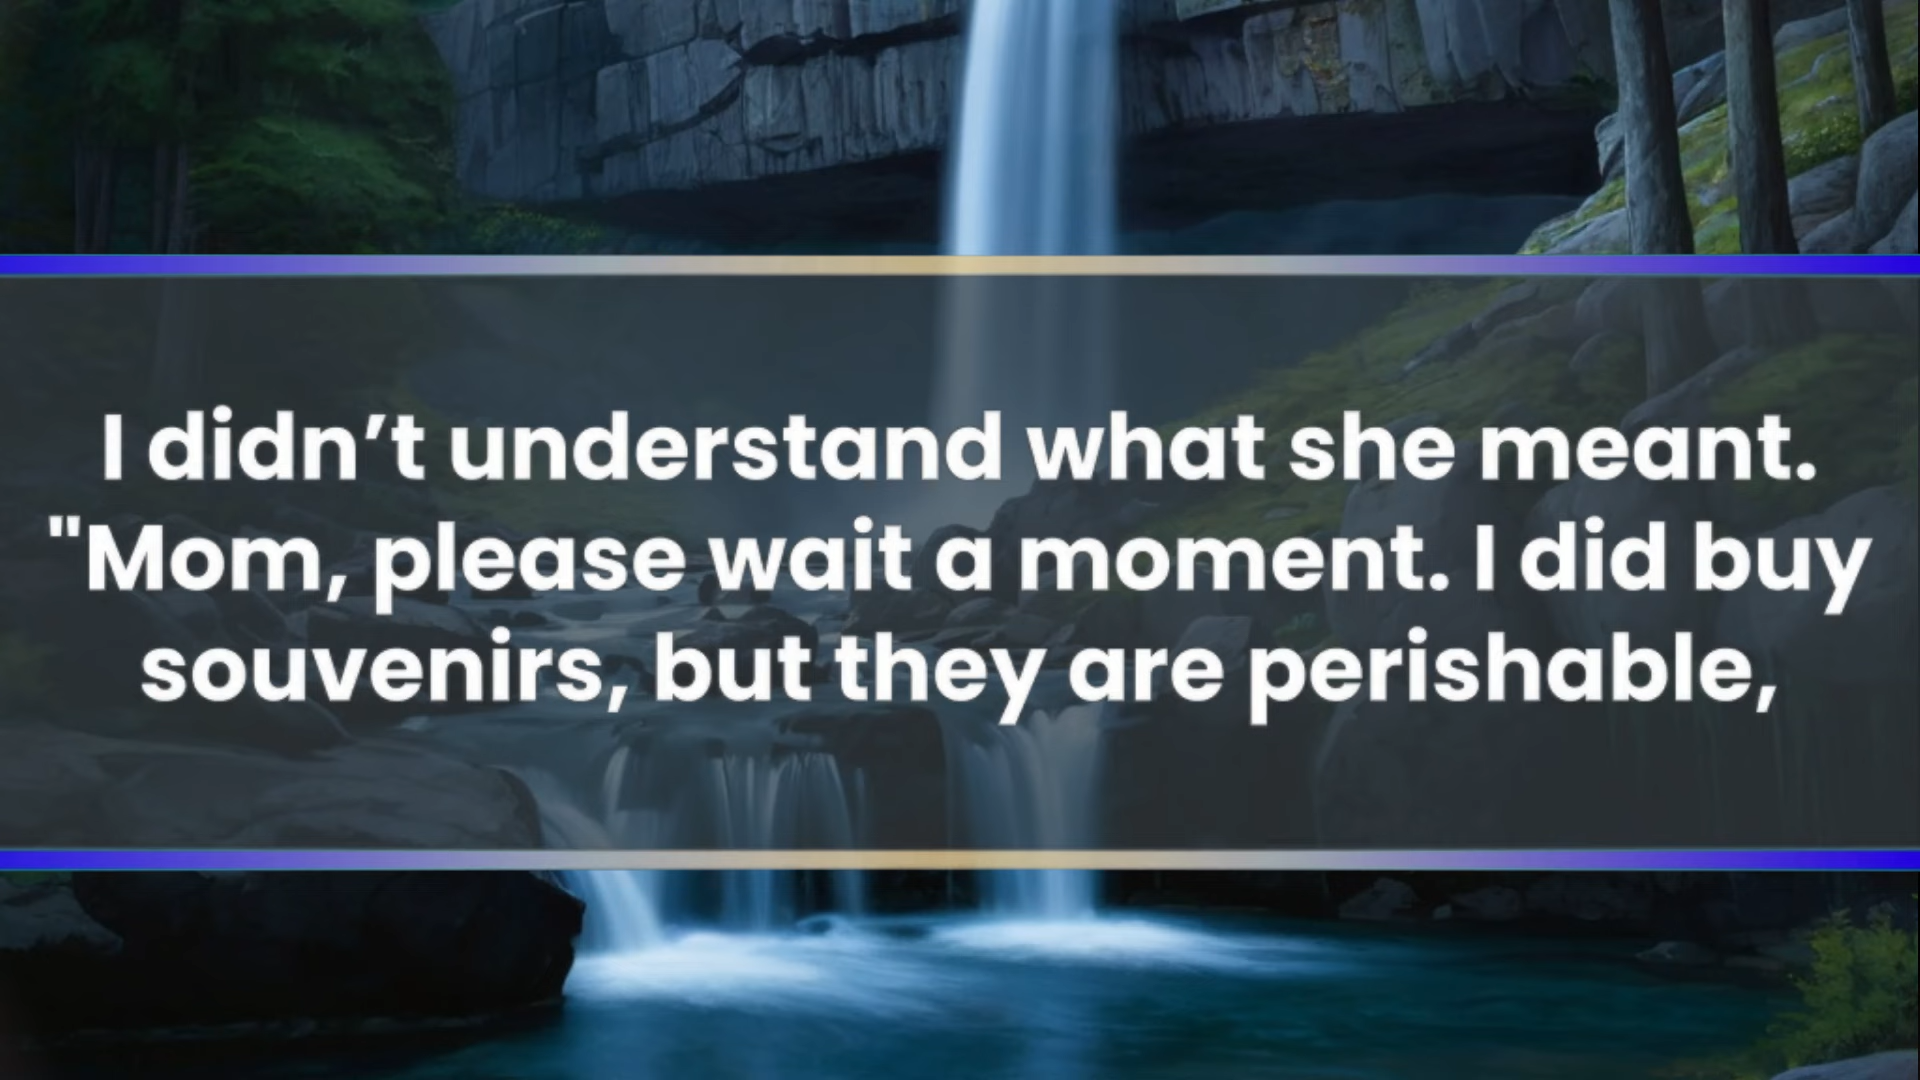 I didn’t understand what she meant.
"Mom, please wait a moment. I did buy
souvenirs, but they are perishable,